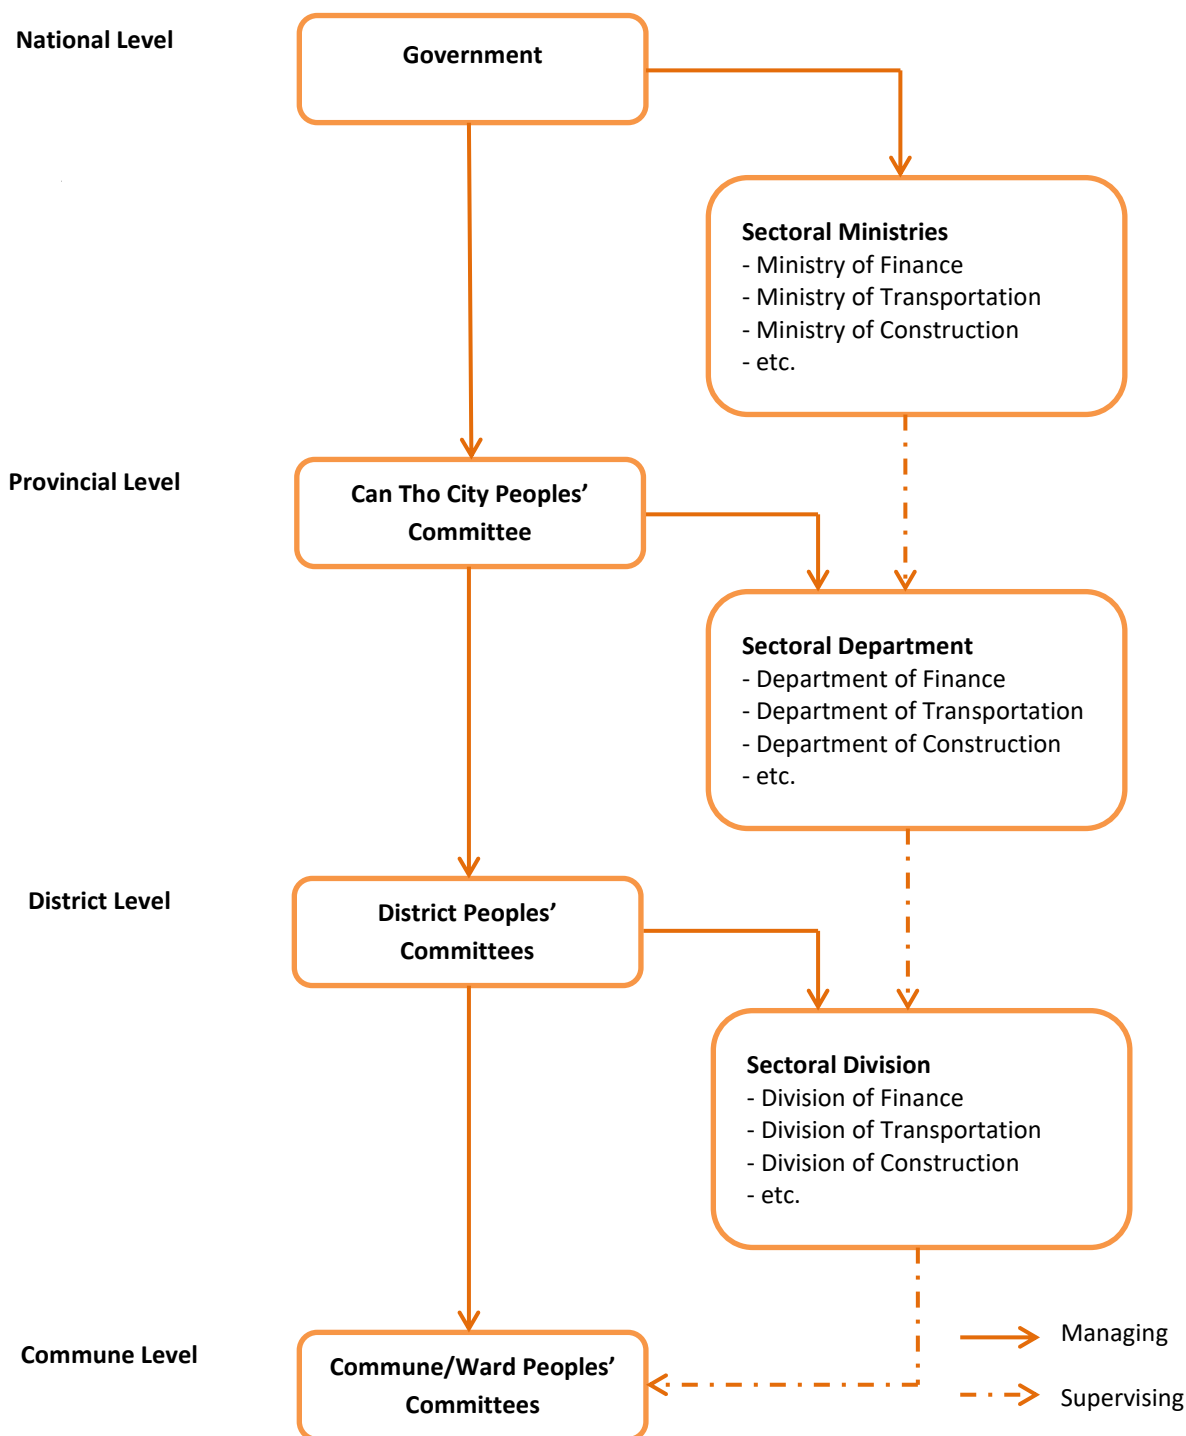 National Level
Government
Sectoral Ministries
- Ministry of Finance
- Ministry of Transportation
- Ministry of Construction
- etc.
Provincial Level
Can Tho City Peoples’
Committee
Sectoral Department
- Department of Finance
- Department of Transportation
- Department of Construction
- etc.
District Level
District Peoples’
Committees
Sectoral Division
- Division of Finance
- Division of Transportation
- Division of Construction
- etc.
Commune Level
Commune/Ward Peoples’
Committees
Managing
Supervising